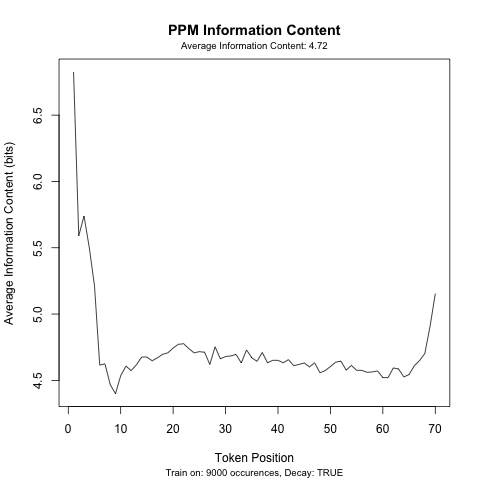 PPM Information Content
Average Information Content: 4.72
Average Information Content (bits)
6.5
6.0
5.5
5.0
4.5
0 10 20 30 40 50 60 70
Token Position
Train on: 9000 occurences, Decay: TRUE